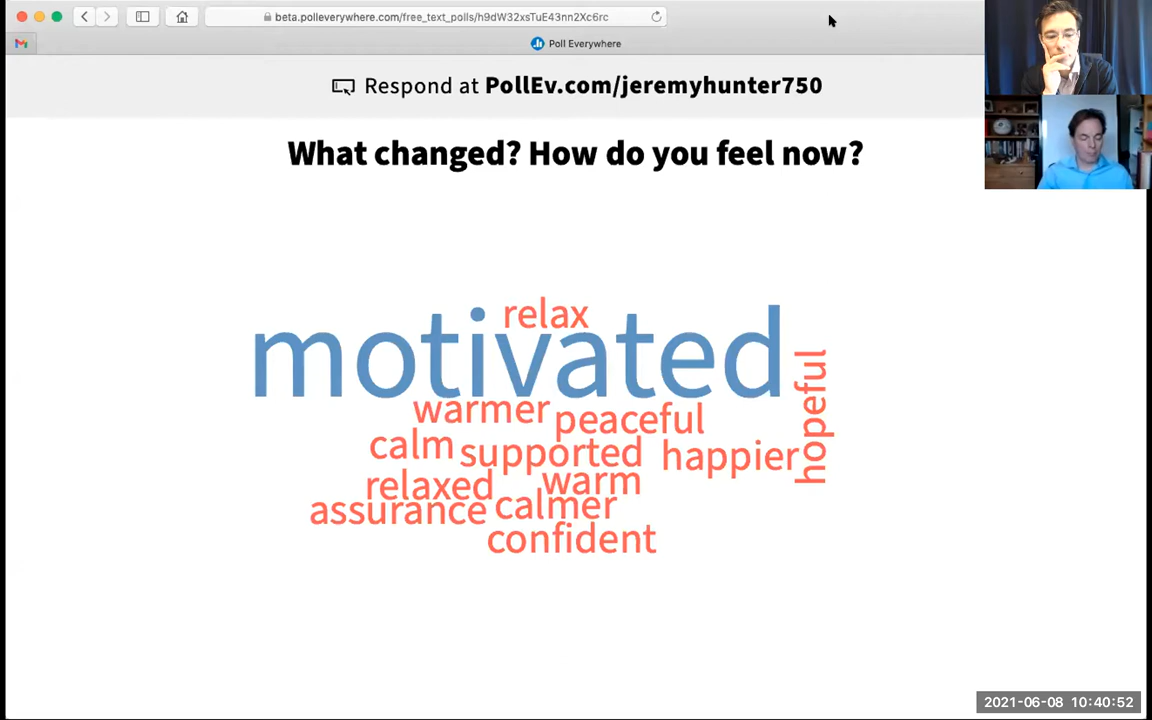 beta.polleverywhere.com/free_text_polls/h9dW32xsTuE43nn2Xc6rc
Poll Everywhere
Respond at PollEv.com/jeremyhunter750
What changed? How do you feel now?
relax
motivated
hopeful
warmer peaceful
calm supported happier
relaxed warm
assurance calmer
confident
2021-06-08 10:40:52